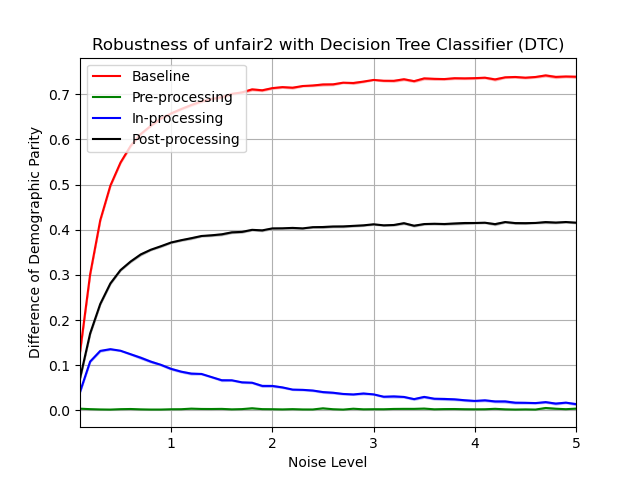 Robustness of unfair2 with Decision Tree Classifier (DTC)
Baseline
Pre-processing
In-processing
Post-processing
Difference of Demographic Parity
0.7
0.6
0.5
0.4
0.3
0.2
0.1
0.0
1 2 3 4 5
Noise Level